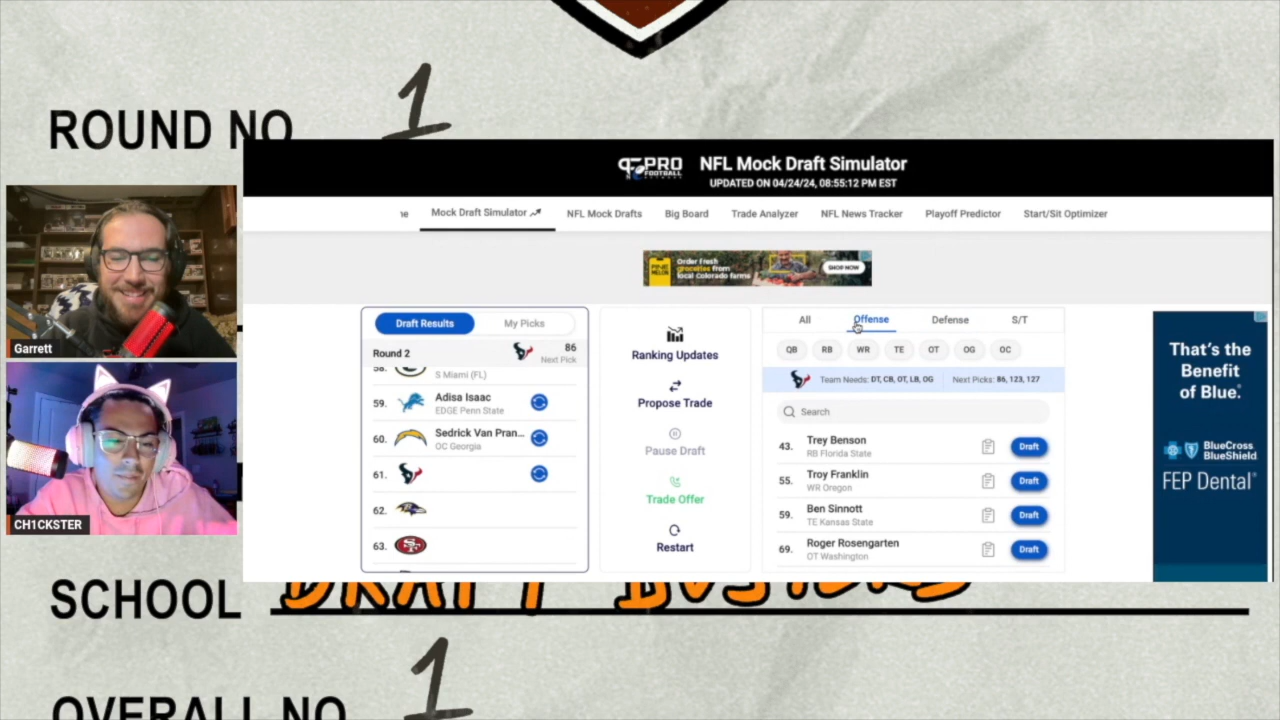 ROUND NO 1
PRO FOOTBALL NETWORK
NFL Mock Draft Simulator
UPDATED ON 04/24/24, 08:55:12 PM EST
Mock Draft Simulator
NFL Mock Drafts
Big Board
Trade Analyzer
NFL News Tracker
Playoff Predictor
Start/Sit Optimizer
Order fresh
groceries from
local Colorado farms
SHOP NOW
Garrett
CH1CKSTER
Draft Results
My Picks
Round 2
86
Next Pick
58.
S Miami (FL)
59.
Adisa Isaac
EDGE Penn State
60.
Sedrick Van Pran...
OC Georgia
61.
62.
63.
Ranking Updates
Propose Trade
Pause Draft
Trade Offer
Restart
All
Offense
Defense
S/T
QB
RB
WR
TE
OT
OG
OC
Team Needs: DT, CB, OT, LB, OG
Next Picks: 86, 123, 127
Search
43.
Trey Benson
RB Florida State
Draft
55.
Troy Franklin
WR Oregon
Draft
59.
Ben Sinnott
TE Kansas State
Draft
69.
Roger Rosengarten
OT Washington
Draft
That's the
Benefit
of Blue.
BlueCross
BlueShield
FEP Dental
SCHOOL DRAFT BUSTERS
OVERALL NO 1